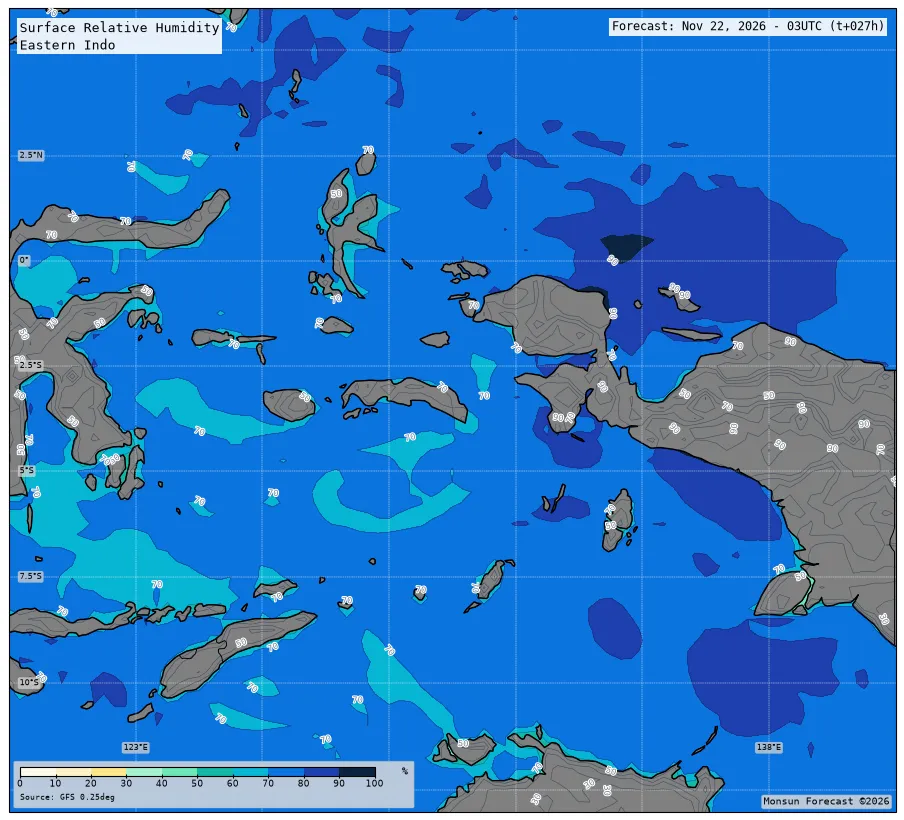 Surface Relative Humidity
Eastern Indo
Forecast: Nov 22, 2026 - 03UTC (t+027h)
2.5°N
0°
2.5°S
5°S
7.5°S
10°S
123°E
138°E
0 10 20 30 40 50 60 70 80 90 100 %
Source: GFS 0.25deg
Monsun Forecast ©2026